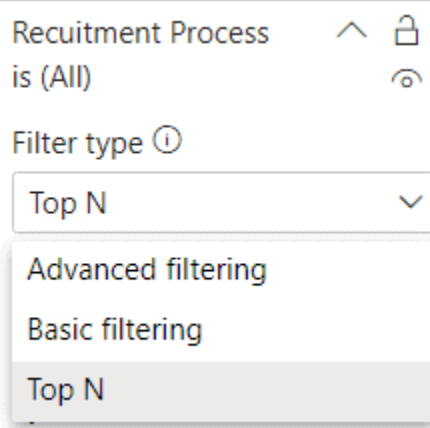 Recuitment Process
is (All)
Filter type
Top N
Advanced filtering
Basic filtering
Top N